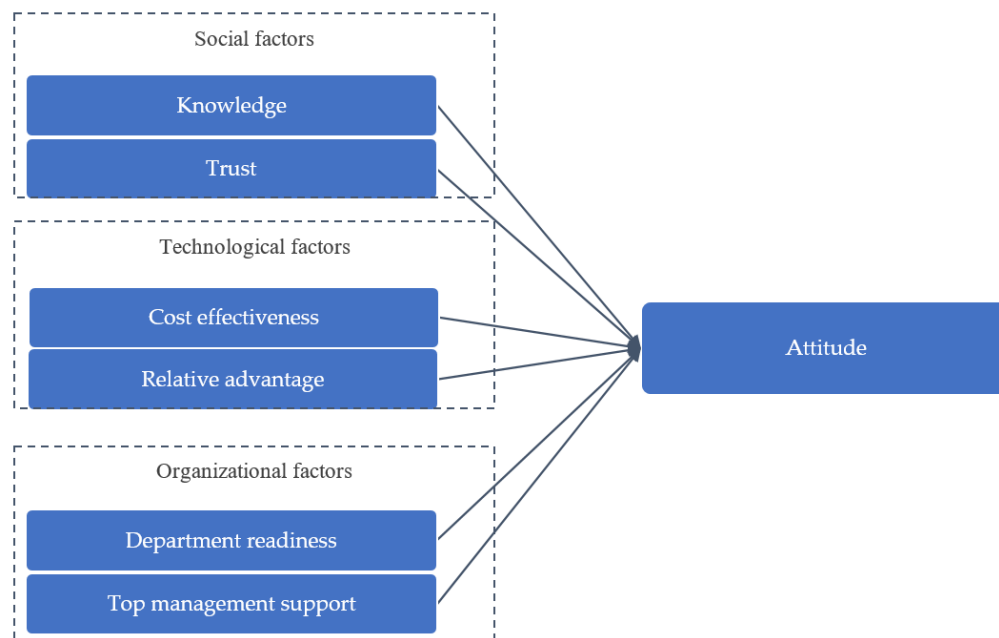 Social factors
Knowledge
Trust
Technological factors
Cost effectiveness
Relative advantage
Attitude
Organizational factors
Department readiness
Top management support